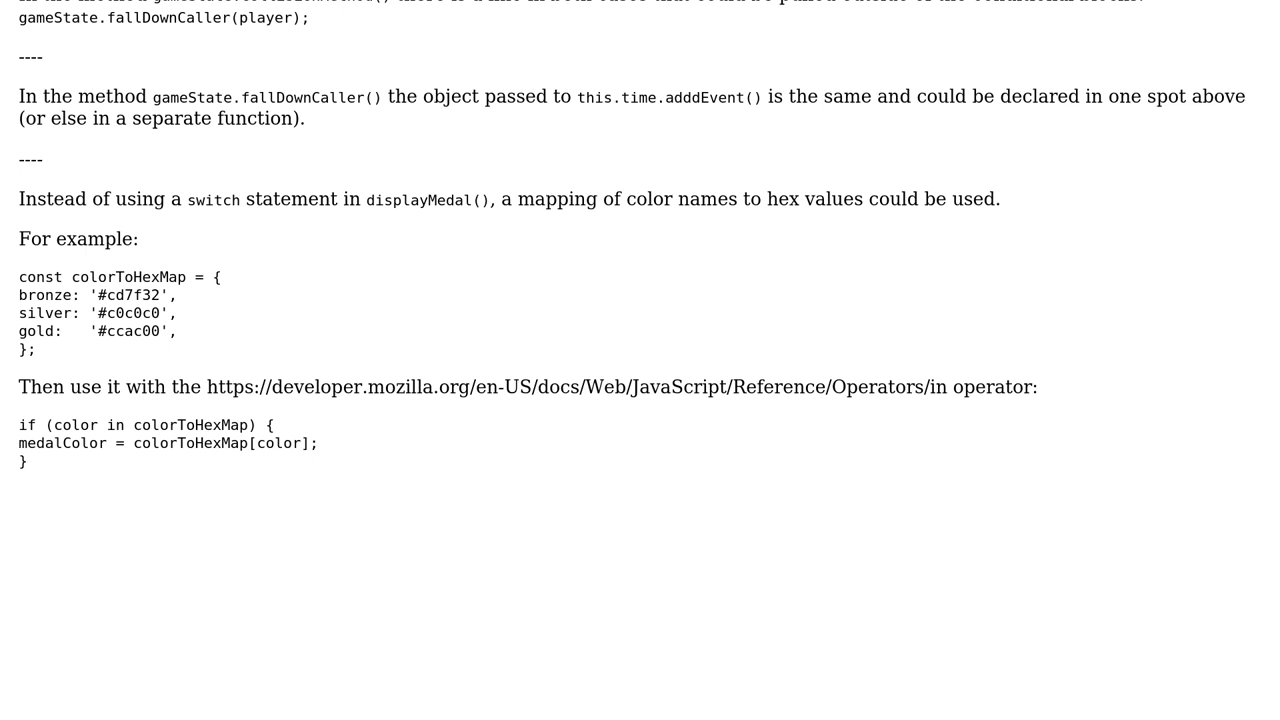 gameState.fallDownCaller(player);
----
In the method gameState.fallDownCaller() the object passed to this.time.adddEvent() is the same and could be declared in one spot above
(or else in a separate function).
----
Instead of using a switch statement in displayMedal(), a mapping of color names to hex values could be used.
For example:
const colorToHexMap = {
bronze: '#cd7f32',
silver: '#c0c0c0',
gold:   '#ccac00',
};
Then use it with the https://developer.mozilla.org/en-US/docs/Web/JavaScript/Reference/Operators/in operator:
if (color in colorToHexMap) {
medalColor = colorToHexMap[color];
}